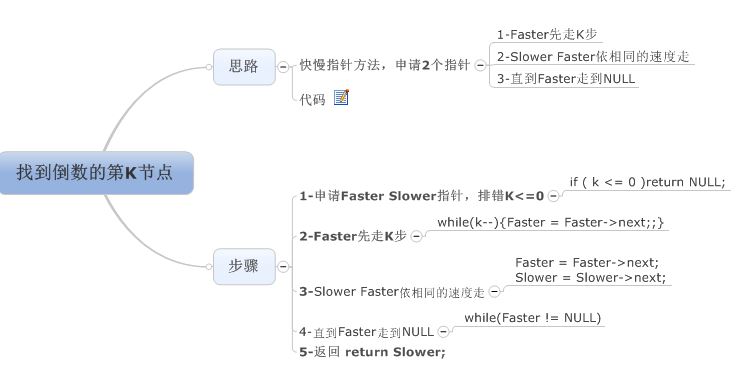 找到倒数的第K节点
思路
快慢指针方法，申请2个指针
1-Faster先走K步
2-Slower Faster依相同的速度走
3-直到Faster走到NULL
代码
步骤
1-申请Faster Slower指针，排错K<=0
if ( k <= 0 )return NULL;
2-Faster先走K步
while(k--){Faster = Faster->next;;}
3-Slower Faster依相同的速度走
Faster = Faster->next;
Slower = Slower->next;
4-直到Faster走到NULL
while(Faster != NULL)
5-返回 return Slower;